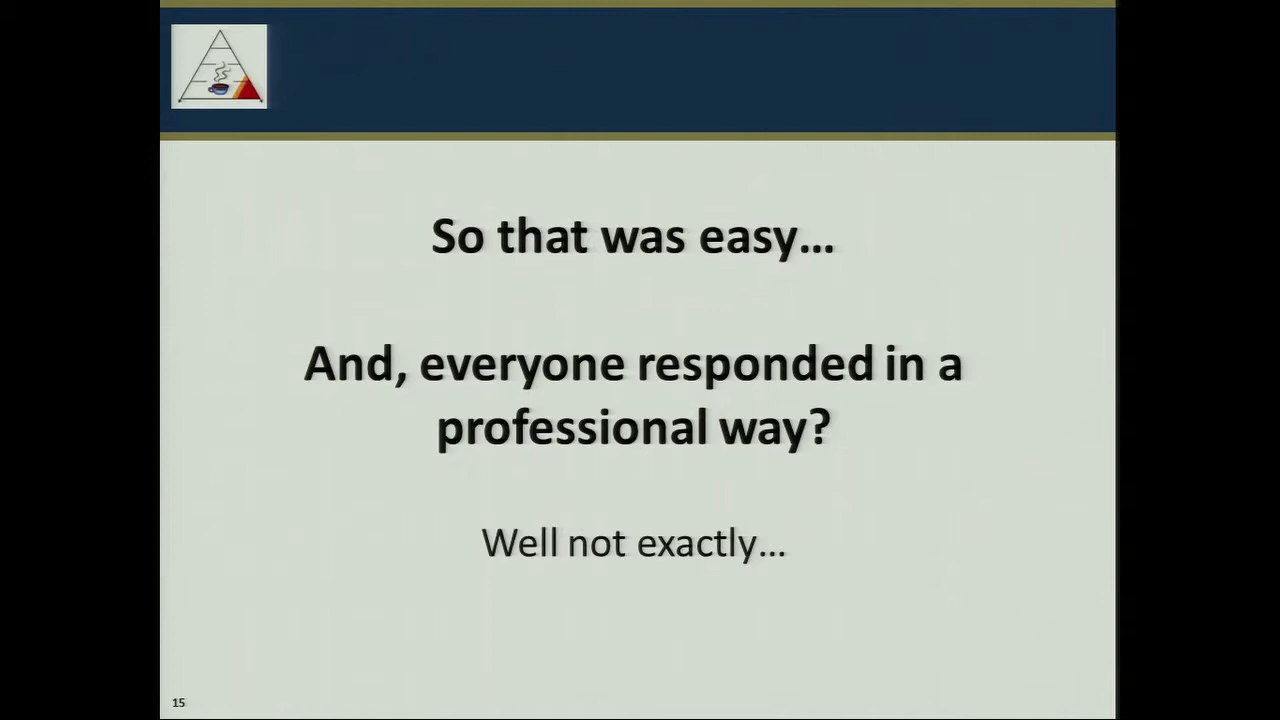 So that was easy…
And, everyone responded in a
professional way?
Well not exactly…
15